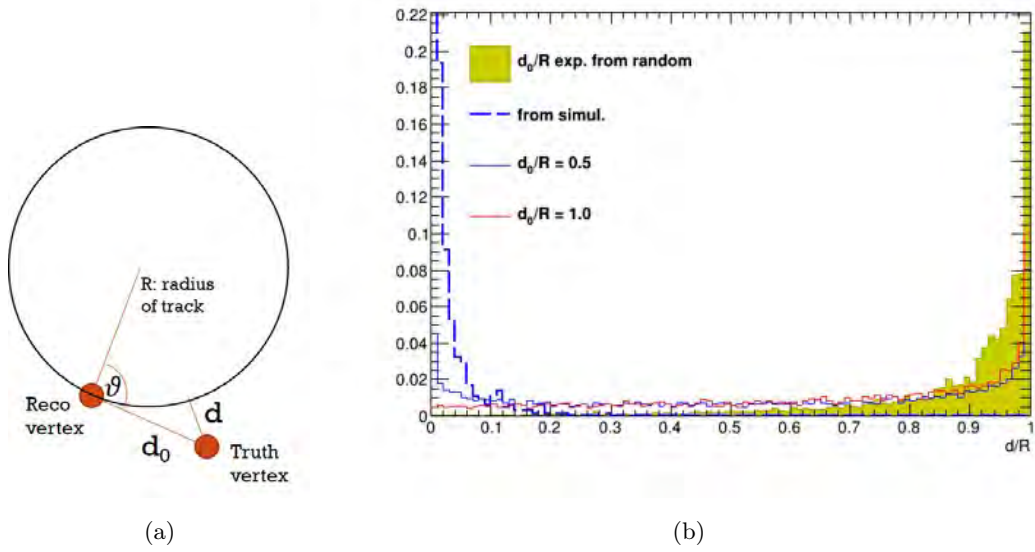 R: radius
of track
ϑ
Reco
vertex
d
d₀
Truth
vertex
(a)
0.22
0.2
0.18
0.16
0.14
0.12
0.1
0.08
0.06
0.04
0.02
0
d₀/R exp. from random
from simul.
d₀/R = 0.5
d₀/R = 1.0
0 0.1 0.2 0.3 0.4 0.5 0.6 0.7 0.8 0.9 1
d/R
(b)